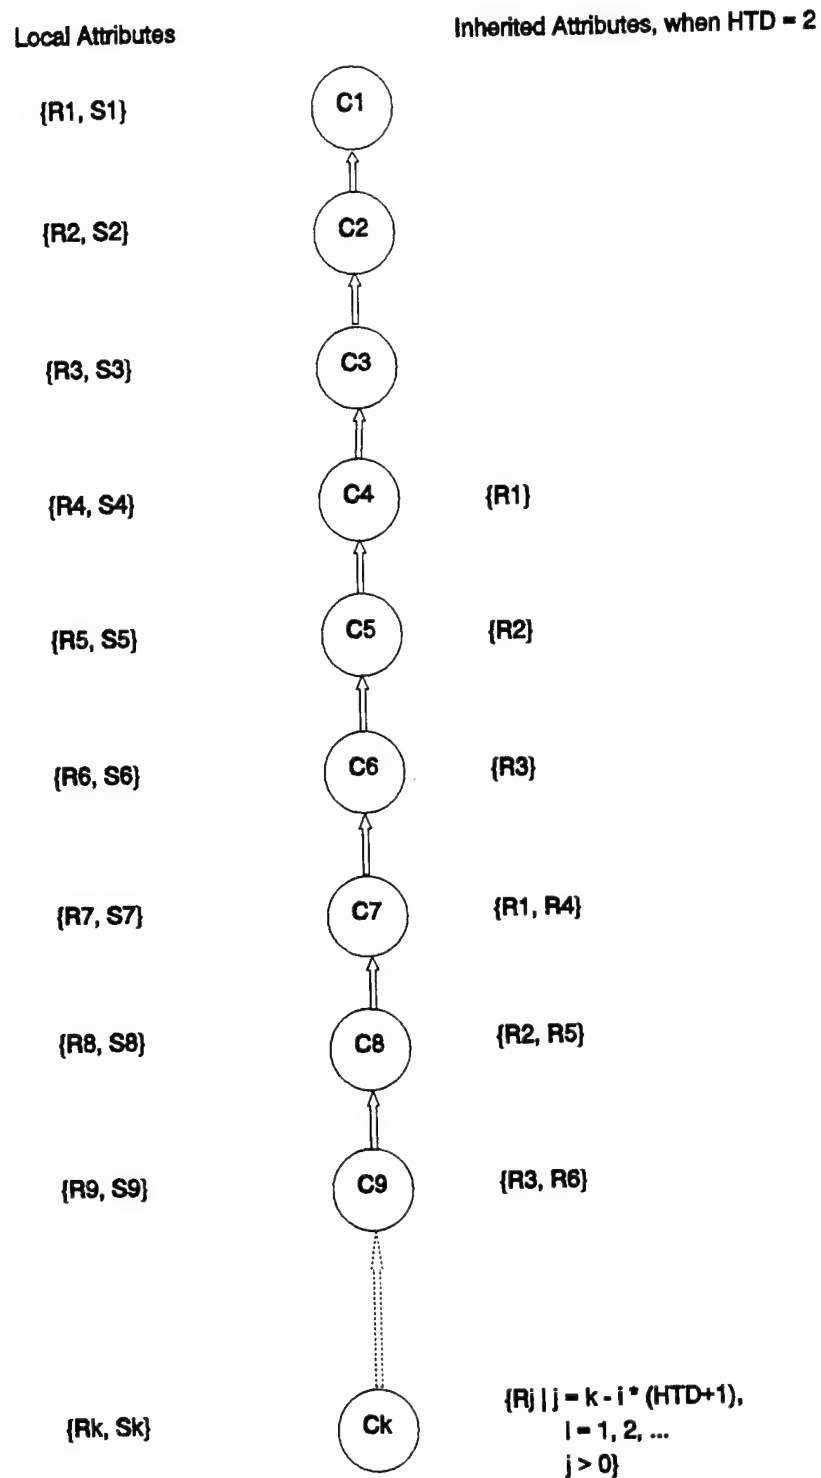 Local Attributes
Inherited Attributes, when HTD = 2
{R1, S1}
C1
{R2, S2}
C2
{R3, S3}
C3
{R4, S4}
C4
{R1}
{R5, S5}
C5
{R2}
{R6, S6}
C6
{R3}
{R7, S7}
C7
{R1, R4}
{R8, S8}
C8
{R2, R5}
{R9, S9}
C9
{R3, R6}
{Rk, Sk}
Ck
{Rj | j = k - i * (HTD+1),
i = 1, 2, ...
j > 0}